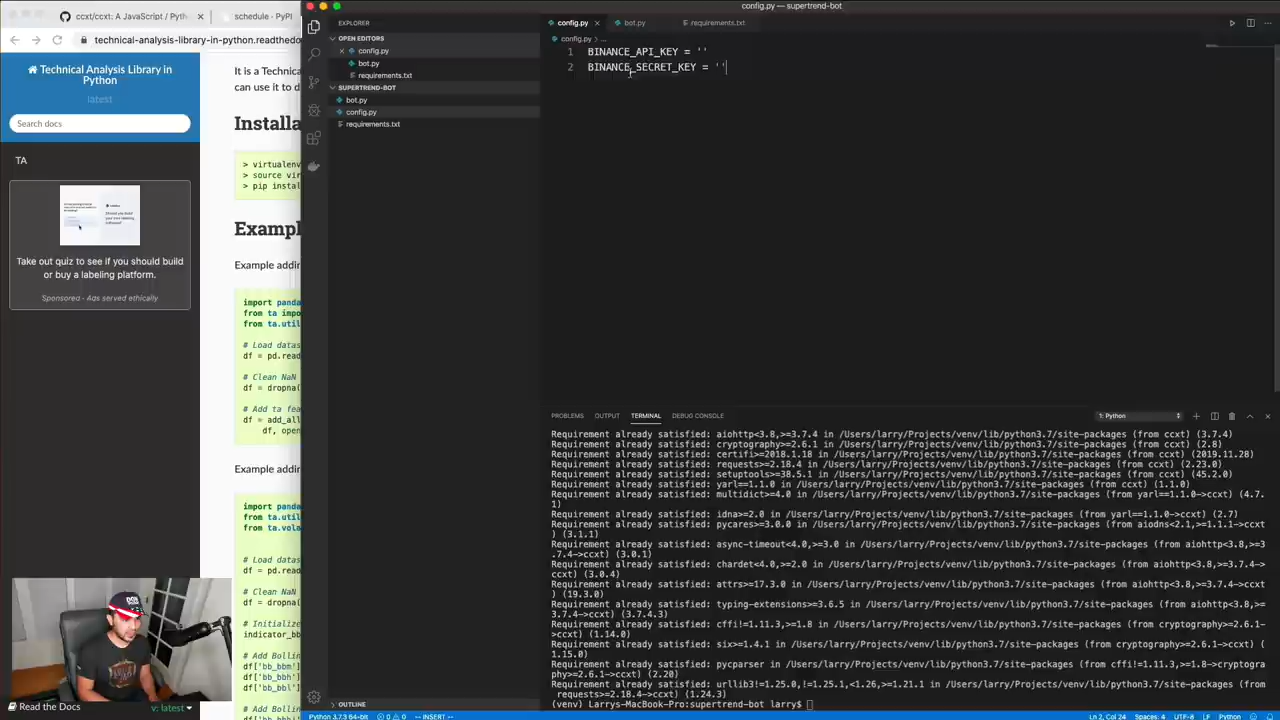 config.py — supertrend-bot
ccxt/ccxt: A JavaScript / Pyth
schedule · PyPI
technical-analysis-library-in-python.readthedo
Technical Analysis Library in
Python
latest
Search docs
TA
Take out quiz to see if you should build
or buy a labeling platform.
Sponsored · Ads served ethically
Read the Docs
v: latest
It is a Technica
can use it to d
Installa
> virtualenv
> source vir
> pip instal
Exampl
Example addin
import panda
from ta impo
from ta.util
# Load datas
df = pd.read
# Clean NaN
df = dropna(
# Add ta fea
df = add_all
df, open
Example addin
import panda
from ta.util
from ta.vola
# Load datas
df = pd.read
# Clean NaN
df = dropna(
# Initialize
indicator_bb
# Add Bollin
df['bb_bbm']
df['bb_bbh']
df['bb_bbl']
# Add Bollin
EXPLORER
OPEN EDITORS
config.py
bot.py
requirements.txt
SUPERTREND-BOT
bot.py
config.py
requirements.txt
OUTLINE
config.py
bot.py
requirements.txt
config.py > ...
1 BINANCE_API_KEY = ''
2 BINANCE_SECRET_KEY = ''
PROBLEMS OUTPUT TERMINAL DEBUG CONSOLE
1: Python
Requirement already satisfied: aiohttp<3.8,>=3.7.4 in /Users/larry/Projects/venv/lib/python3.7/site-packages (from ccxt) (3.7.4)
Requirement already satisfied: cryptography>=2.6.1 in /Users/larry/Projects/venv/lib/python3.7/site-packages (from ccxt) (2.8)
Requirement already satisfied: certifi>=2018.1.18 in /Users/larry/Projects/venv/lib/python3.7/site-packages (from ccxt) (2019.11.28)
Requirement already satisfied: requests>=2.18.4 in /Users/larry/Projects/venv/lib/python3.7/site-packages (from ccxt) (2.23.0)
Requirement already satisfied: setuptools>=38.5.1 in /Users/larry/Projects/venv/lib/python3.7/site-packages (from ccxt) (45.2.0)
Requirement already satisfied: yarl==1.1.0 in /Users/larry/Projects/venv/lib/python3.7/site-packages (from ccxt) (1.1.0)
Requirement already satisfied: multidict>=4.0 in /Users/larry/Projects/venv/lib/python3.7/site-packages (from yarl==1.1.0->ccxt) (4.7.
1)
Requirement already satisfied: idna>=2.0 in /Users/larry/Projects/venv/lib/python3.7/site-packages (from yarl==1.1.0->ccxt) (2.7)
Requirement already satisfied: pycares>=3.0.0 in /Users/larry/Projects/venv/lib/python3.7/site-packages (from aiodns<2.1,>=1.1.1->ccxt
) (3.1.1)
Requirement already satisfied: async-timeout<4.0,>=3.0 in /Users/larry/Projects/venv/lib/python3.7/site-packages (from aiohttp<3.8,>=3
.7.4->ccxt) (3.0.1)
Requirement already satisfied: chardet<4.0,>=2.0 in /Users/larry/Projects/venv/lib/python3.7/site-packages (from aiohttp<3.8,>=3.7.4->
ccxt) (3.0.4)
Requirement already satisfied: attrs>=17.3.0 in /Users/larry/Projects/venv/lib/python3.7/site-packages (from aiohttp<3.8,>=3.7.4->ccxt
) (19.3.0)
Requirement already satisfied: typing-extensions>=3.6.5 in /Users/larry/Projects/venv/lib/python3.7/site-packages (from aiohttp<3.8,>=
3.7.4->ccxt) (3.7.4.3)
Requirement already satisfied: cffi!=1.11.3,>=1.8 in /Users/larry/Projects/venv/lib/python3.7/site-packages (from cryptography>=2.6.1-
>ccxt) (1.14.0)
Requirement already satisfied: six>=1.4.1 in /Users/larry/Projects/venv/lib/python3.7/site-packages (from cryptography>=2.6.1->ccxt) (
1.15.0)
Requirement already satisfied: pycparser in /Users/larry/Projects/venv/lib/python3.7/site-packages (from cffi!=1.11.3,>=1.8->cryptogra
phy>=2.6.1->ccxt) (2.20)
Requirement already satisfied: urllib3!=1.25.0,!=1.25.1,<1.26,>=1.21.1 in /Users/larry/Projects/venv/lib/python3.7/site-packages (from
requests>=2.18.4->ccxt) (1.24.3)
(venv) Larrys-MacBook-Pro:supertrend-bot larry$
Python 3.7.3 64-bit 0 0 -- INSERT -- Ln 2, Col 24 Spaces: 4 UTF-8 LF Python